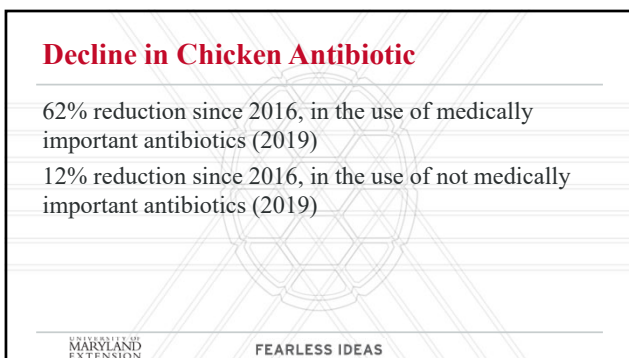 Decline in Chicken Antibiotic
62% reduction since 2016, in the use of medically
important antibiotics (2019)
12% reduction since 2016, in the use of not medically
important antibiotics (2019)
UNIVERSITY OF
MARYLAND
EXTENSION
FEARLESS IDEAS